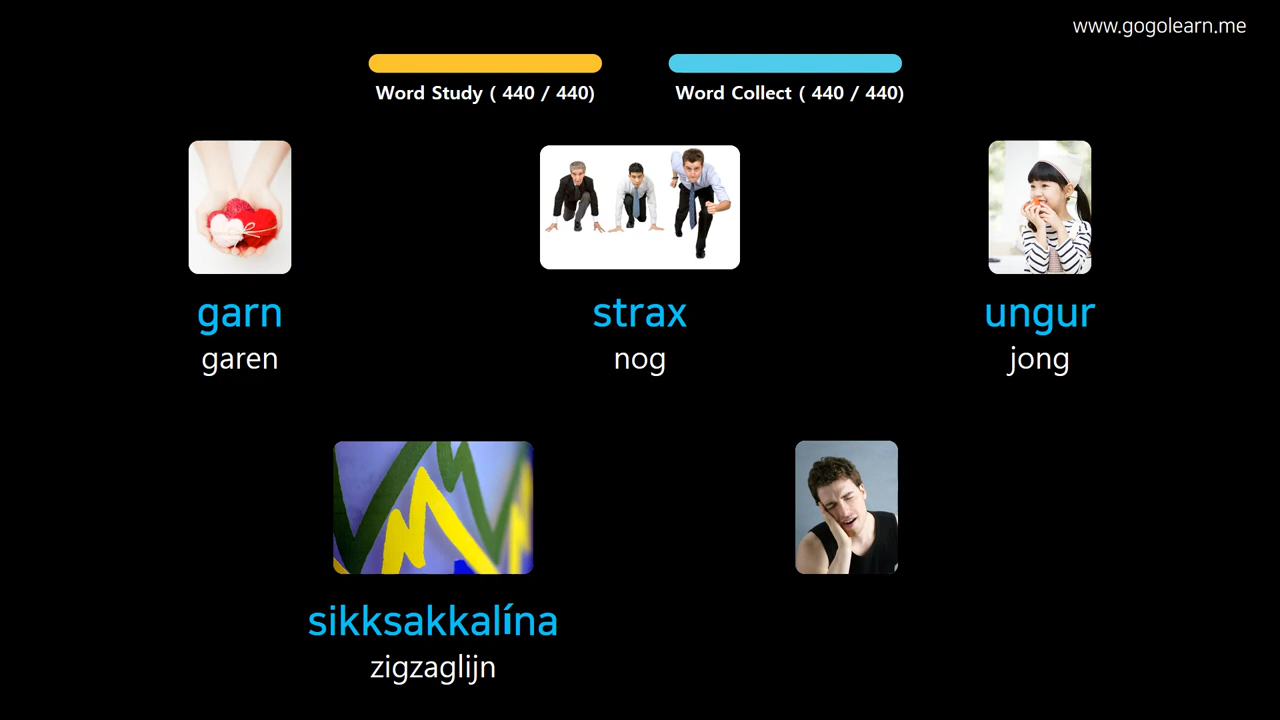 www.gogolearn.me
Word Study ( 440 / 440)
Word Collect ( 440 / 440)
garn
garen
strax
nog
ungur
jong
sikksakkalína
zigzaglijn